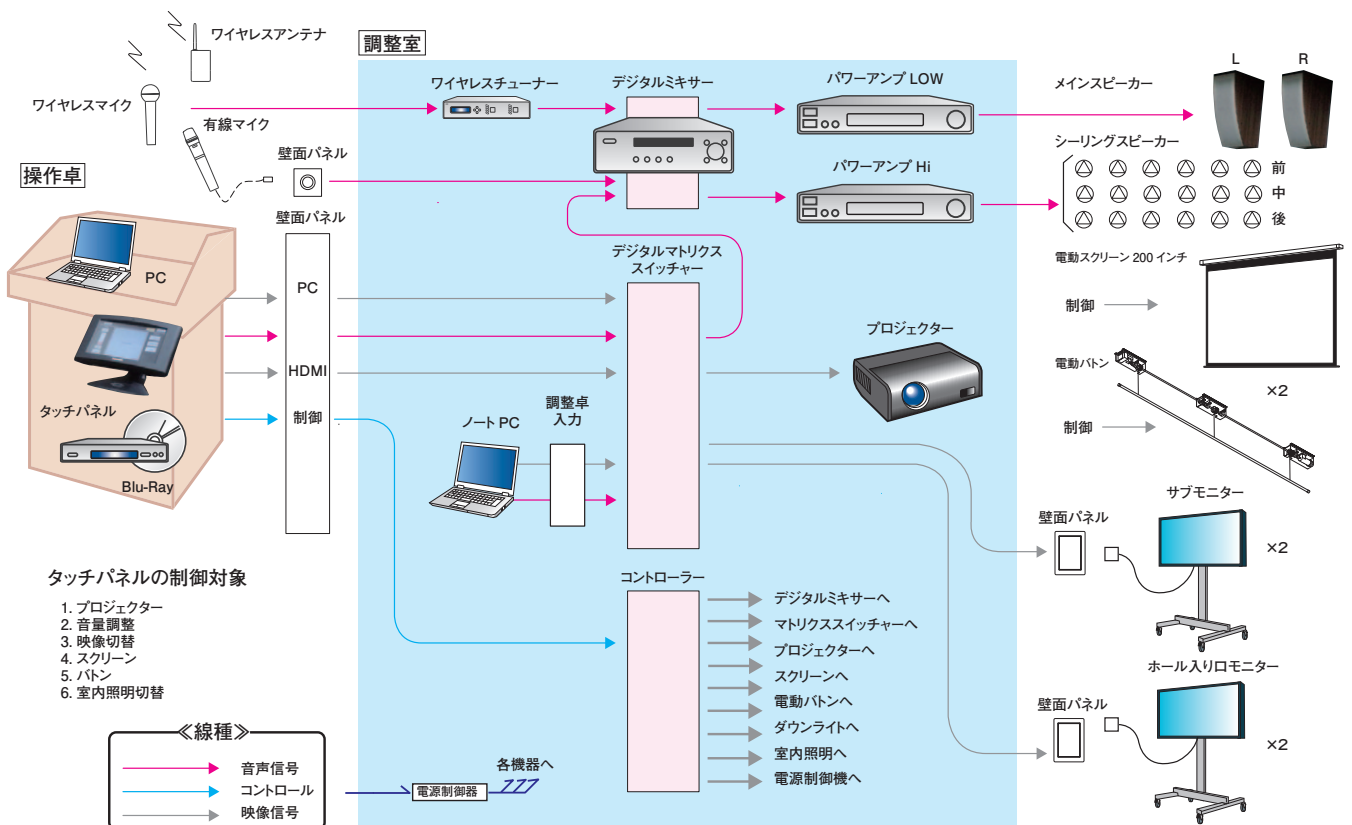 ワイヤレスアンテナ
ワイヤレスマイク
有線マイク
壁面パネル
操作卓
PC
タッチパネル
Blu-Ray
壁面パネル
PC
HDMI
制御
調整室
ワイヤレスチューナー
デジタルミキサー
パワーアンプ LOW
パワーアンプ Hi
デジタルマトリクス
スイッチャー
プロジェクター
ノート PC
調整卓
入力
コントローラー
デジタルミキサーへ
マトリクススイッチャーへ
プロジェクターへ
スクリーンへ
電動バトンへ
ダウンライトへ
室内照明へ
電源制御機へ
各機器へ
電源制御器
メインスピーカー
L
R
シーリングスピーカー
前
中
後
電動スクリーン 200 インチ
制御
×2
電動バトン
制御
サブモニター
壁面パネル
×2
ホール入り口モニター
壁面パネル
×2
タッチパネルの制御対象
1. プロジェクター
2. 音量調整
3. 映像切替
4. スクリーン
5. バトン
6. 室内照明切替
≪線種≫
音声信号
コントロール
映像信号